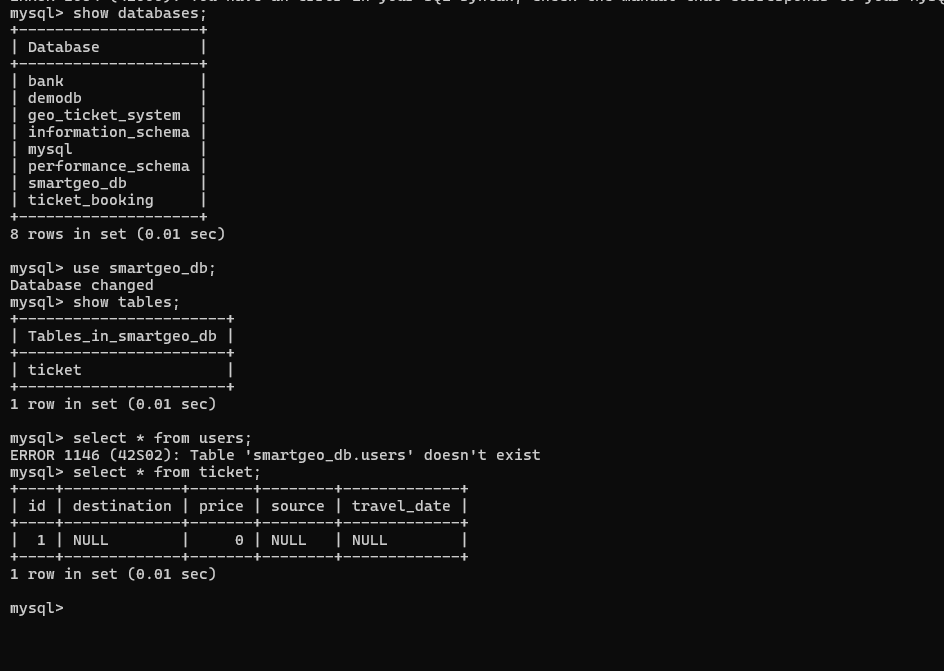 mysql> show databases;
+--------------------+
| Database           |
+--------------------+
| bank               |
| demodb             |
| geo_ticket_system  |
| information_schema |
| mysql              |
| performance_schema |
| smartgeo_db        |
| ticket_booking     |
+--------------------+
8 rows in set (0.01 sec)

mysql> use smartgeo_db;
Database changed
mysql> show tables;
+-----------------------+
| Tables_in_smartgeo_db |
+-----------------------+
| ticket                |
+-----------------------+
1 row in set (0.01 sec)

mysql> select * from users;
ERROR 1146 (42S02): Table 'smartgeo_db.users' doesn't exist
mysql> select * from ticket;
+----+-------------+-------+--------+-------------+
| id | destination | price | source | travel_date |
+----+-------------+-------+--------+-------------+
|  1 | NULL        |     0 | NULL   | NULL        |
+----+-------------+-------+--------+-------------+
1 row in set (0.01 sec)

mysql>